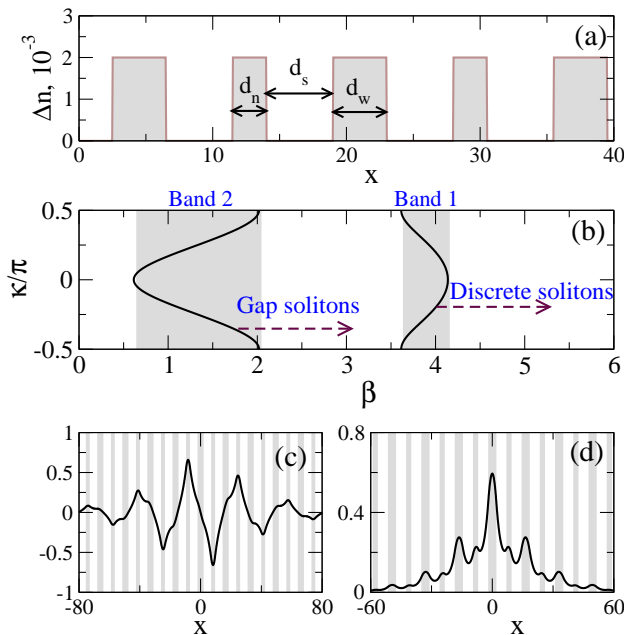 Δn, 10⁻³
3
2
1
0
(a)
d_n
d_s
d_w
0 10 20 30 40
x
Band 2 Band 1
κ/π
0.5
0
-0.5
(b)
Gap solitons
Discrete solitons
0 1 2 3 4 5 6
β
1
0.5
0
-0.5
-1
(c)
-80 0 80
x
0.8
0.4
0
(d)
-60 -30 0 30 60
x